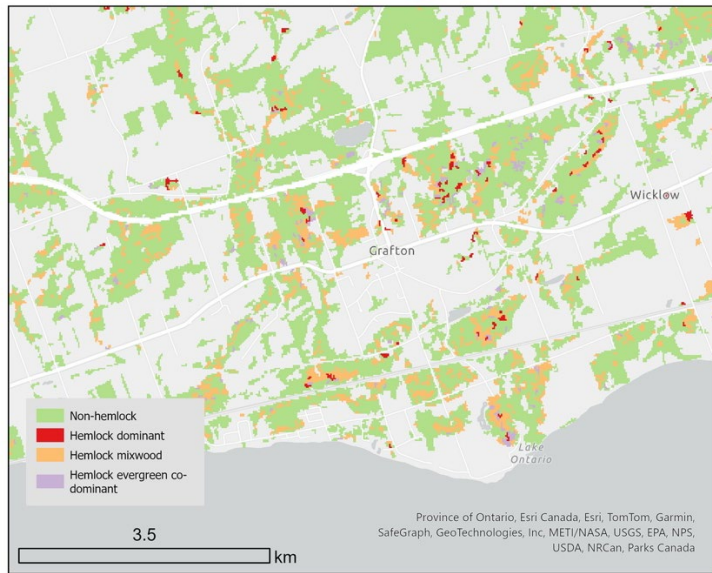 Wicklow
Grafton
Lake
Ontario
Non-hemlock
Hemlock dominant
Hemlock mixwood
Hemlock evergreen co-
dominant
3.5
km
Province of Ontario, Esri Canada, Esri, TomTom, Garmin,
SafeGraph, GeoTechnologies, Inc, METI/NASA, USGS, EPA, NPS,
USDA, NRCan, Parks Canada